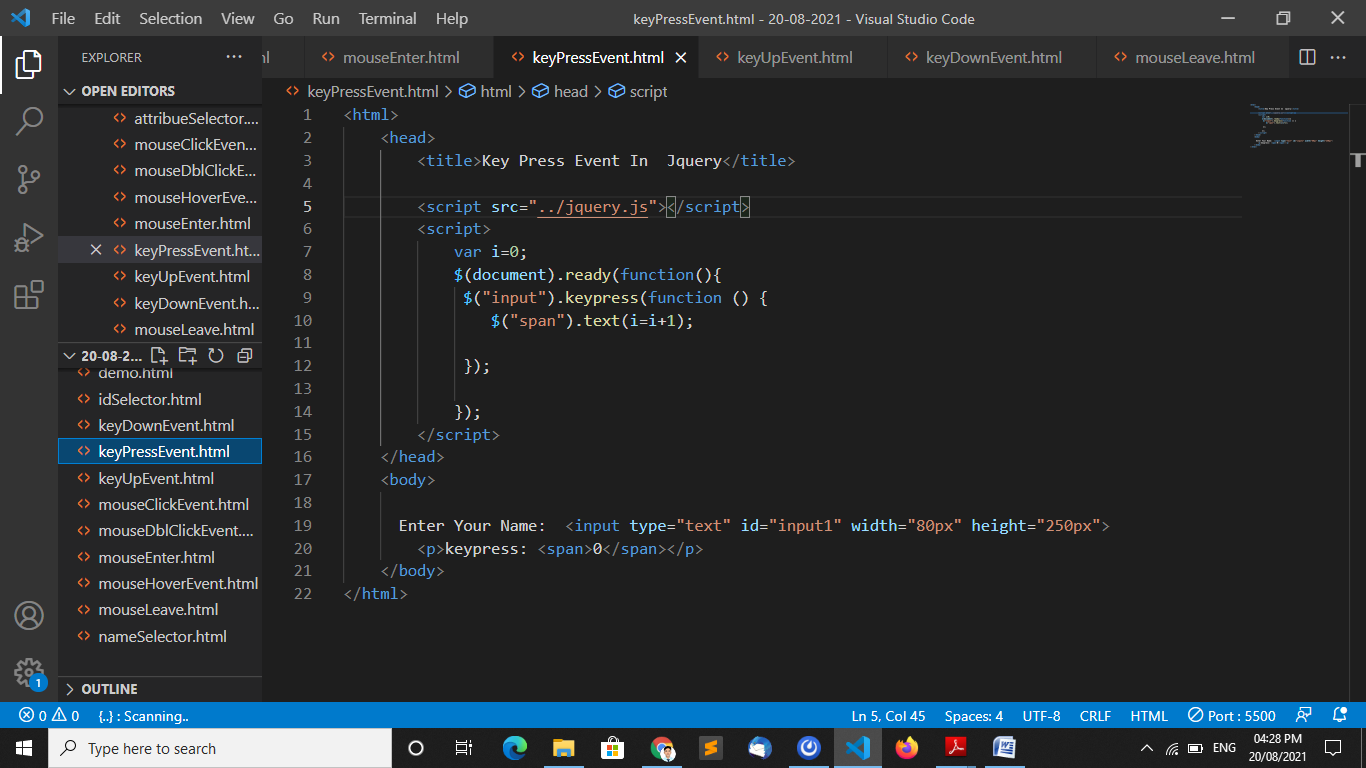 File Edit Selection View Go Run Terminal Help keyPressEvent.html - 20-08-2021 - Visual Studio Code
EXPLORER
ml mouseEnter.html keyPressEvent.html keyUpEvent.html keyDownEvent.html mouseLeave.html
OPEN EDITORS
attribueSelector....
mouseClickEven...
mouseDblClickE...
mouseHoverEve...
mouseEnter.html
keyPressEvent.ht...
keyUpEvent.html
keyDownEvent.h...
mouseLeave.html
20-08-2...
demo.html
idSelector.html
keyDownEvent.html
keyPressEvent.html
keyUpEvent.html
mouseClickEvent.html
mouseDblClickEvent....
mouseEnter.html
mouseHoverEvent.html
mouseLeave.html
nameSelector.html
OUTLINE
1
keyPressEvent.html > html > head > script
1 <html>
2 <head>
3 <title>Key Press Event In  Jquery</title>
4
5 <script src="../jquery.js"></script>
6 <script>
7 var i=0;
8 $(document).ready(function(){
9 $("input").keypress(function () {
10 $("span").text(i=i+1);
11
12 });
13
14 });
15 </script>
16 </head>
17 <body>
18
19 Enter Your Name:  <input type="text" id="input1" width="80px" height="250px">
20 <p>keypress: <span>0</span></p>
21 </body>
22 </html>
0 0 {..} : Scanning.. Ln 5, Col 45 Spaces: 4 UTF-8 CRLF HTML Port : 5500
Type here to search
ENG
04:28 PM
20/08/2021